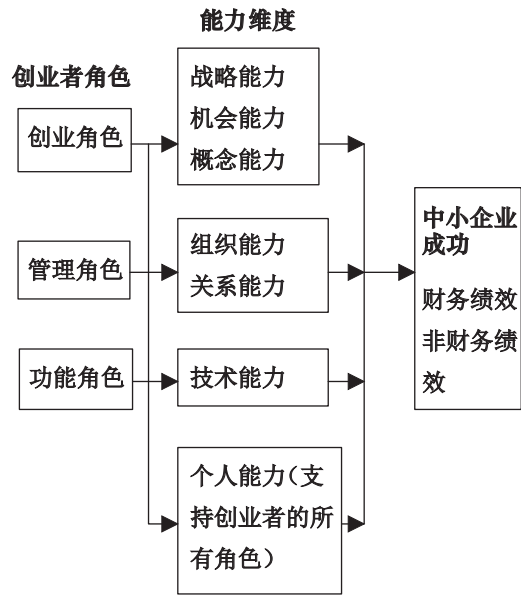 能力维度
创业者角色
创业角色
管理角色
功能角色
战略能力
机会能力
概念能力
组织能力
关系能力
技术能力
个人能力(支
持创业者的所
有角色)
中小企业
成功
财务绩效
非财务绩
效